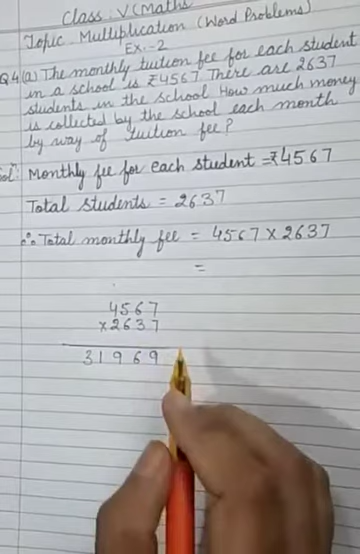 Class : V (Maths
Topic - Multiplication (Word Problems)
Ex. - 2
Q.4(a) The monthly tuition fee for each student
in a school is ₹4567 There are 2637
students in the school How much money
is collected by the school each month
by way of tuition fee?
Solⁿ: Monthly fee for each student = ₹4567
Total students = 2637
∴ Total monthly fee = 4567 × 2637
=
4567
×2637
31969